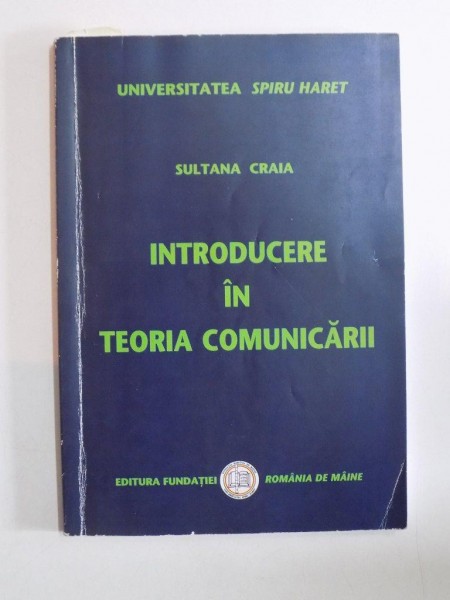 UNIVERSITATEA SPIRU HARET
SULTANA CRAIA
INTRODUCERE
ÎN
TEORIA COMUNICĂRII
EDITURA FUNDAȚIEI ROMÂNIA DE MÂINE